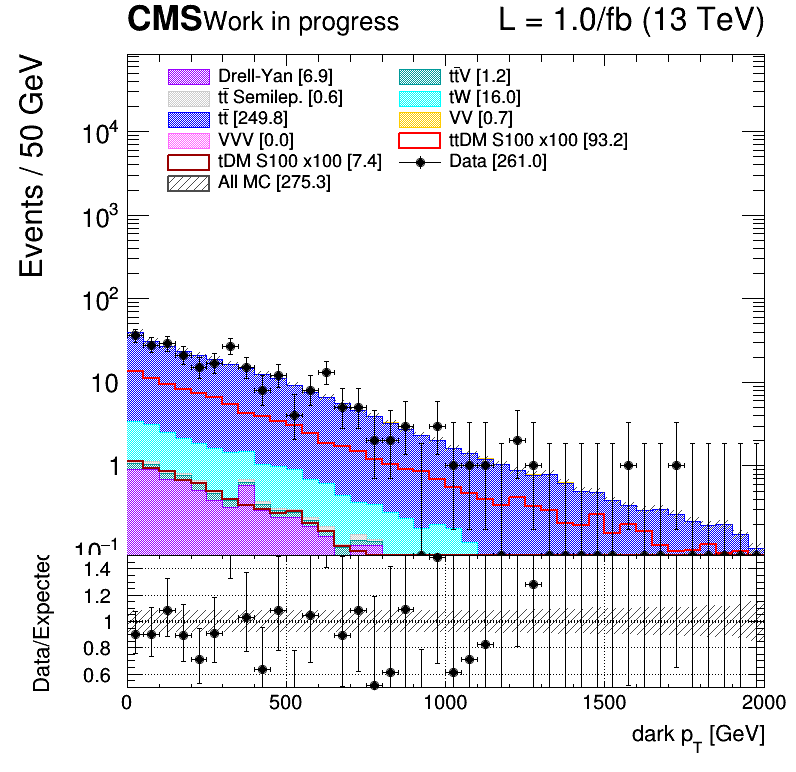 CMS Work in progress L = 1.0/fb (13 TeV)
Events / 50 GeV
Drell-Yan [6.9] tt̄V [1.2]
tt̄ Semilep. [0.6] tW [16.0]
tt̄ [249.8] VV [0.7]
VVV [0.0] ttDM S100 x100 [93.2]
tDM S100 x100 [7.4] Data [261.0]
All MC [275.3]
10⁴
10³
10²
10
1
10⁻¹
Data/Expected
1.4
1.2
1
0.8
0.6
0 500 1000 1500 2000
dark p_T [GeV]